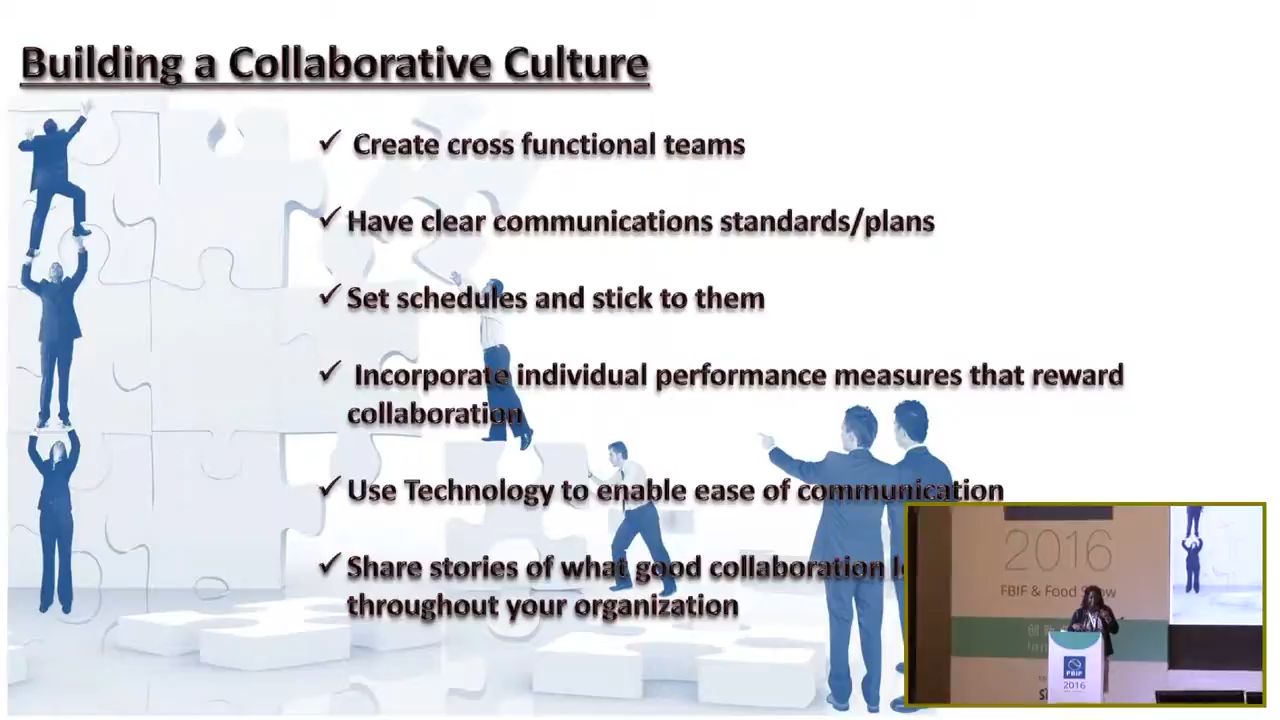 Building a Collaborative Culture
✓ Create cross functional teams
✓ Have clear communications standards/plans
✓ Set schedules and stick to them
✓ Incorporate individual performance measures that reward
collaboration
✓ Use Technology to enable ease of communication
✓ Share stories of what good collaboration
throughout your organization
2016
FBIF & Food Show
FBIF
2016